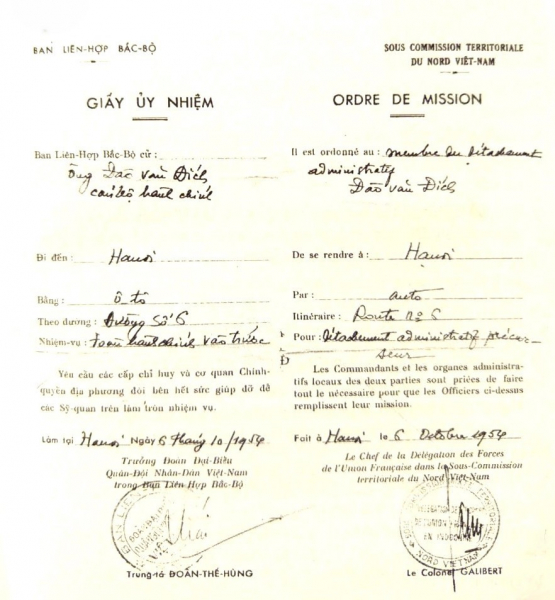 BAN LIÊN-HỢP BẮC-BỘ
GIẤY ỦY NHIỆM
Ban Liên-Hợp Bắc-Bộ cử :
Ông Đào Văn Đích
cán bộ hành chính
Đi đến : Hanoi
Bằng : Ô tô
Theo đường : Đường Số 6
Nhiệm-vụ : toán hành chính vào trước
Yêu cầu các cấp chỉ huy và cơ quan Chính-
quyền địa phương đôi bên hết sức giúp đỡ để
các Sỹ-quan trên làm tròn nhiệm vụ.
Làm tại Hanoi Ngày 6 tháng 10/1954
Trưởng Đoàn Đại-Biểu
Quân-Đội Nhân-Dân Việt-Nam
trong Ban Liên-Hợp Bắc-Bộ
Trung-tá ĐOÀN-THẾ-HÙNG
SOUS COMMISSION TERRITORIALE
DU NORD VIÊT-NAM
ORDRE DE MISSION
Il est ordonné au : membre du Détachement
administratif
Đào Văn Đích
De se rendre à : Hanoi
Par : auto
Itinéraire : Route No 6
Pour : Détachement administratif précur-
seur
Les Commandants et les organes administra-
tifs locaux des deux parties sont priées de faire
tout le nécessaire pour que les Officiers ci-dessus
remplissent leur mission.
Fait à Hanoi le 6 Octobre 1954
Le Chef de la Délégation des Forces
de l'Union Française dans la Sous-Commission
territoriale du Nord Việt-Nam
Le Colonel GALIBERT